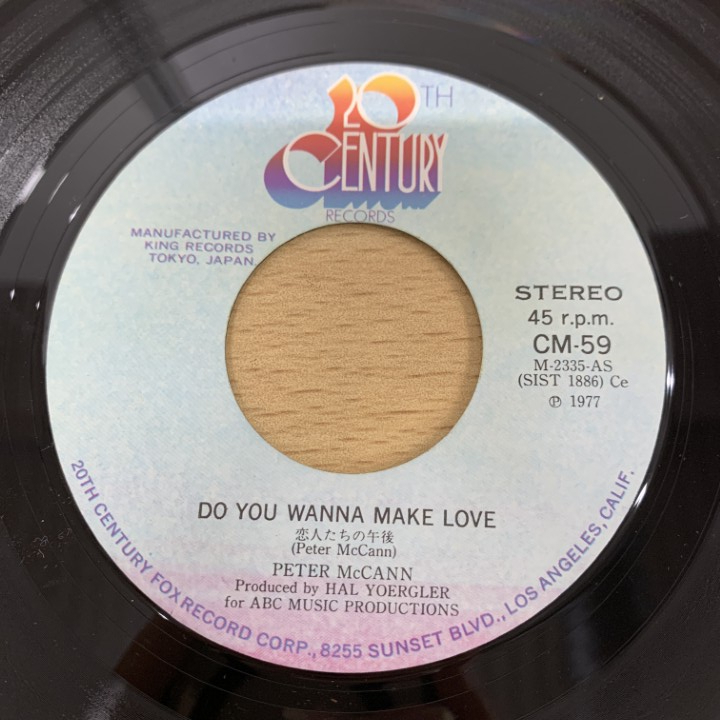 20TH
CENTURY
RECORDS
MANUFACTURED BY
KING RECORDS
TOKYO, JAPAN.
STEREO
45 r.p.m.
CM-59
M-2335-AS
(SIST 1886) Ce
℗ 1977
DO YOU WANNA MAKE LOVE
恋人たちの午後
(Peter McCann)
PETER McCANN
Produced by HAL YOERGLER
for ABC MUSIC PRODUCTIONS
20TH CENTURY FOX RECORD CORP., 8255 SUNSET BLVD., LOS ANGELES, CALIF.